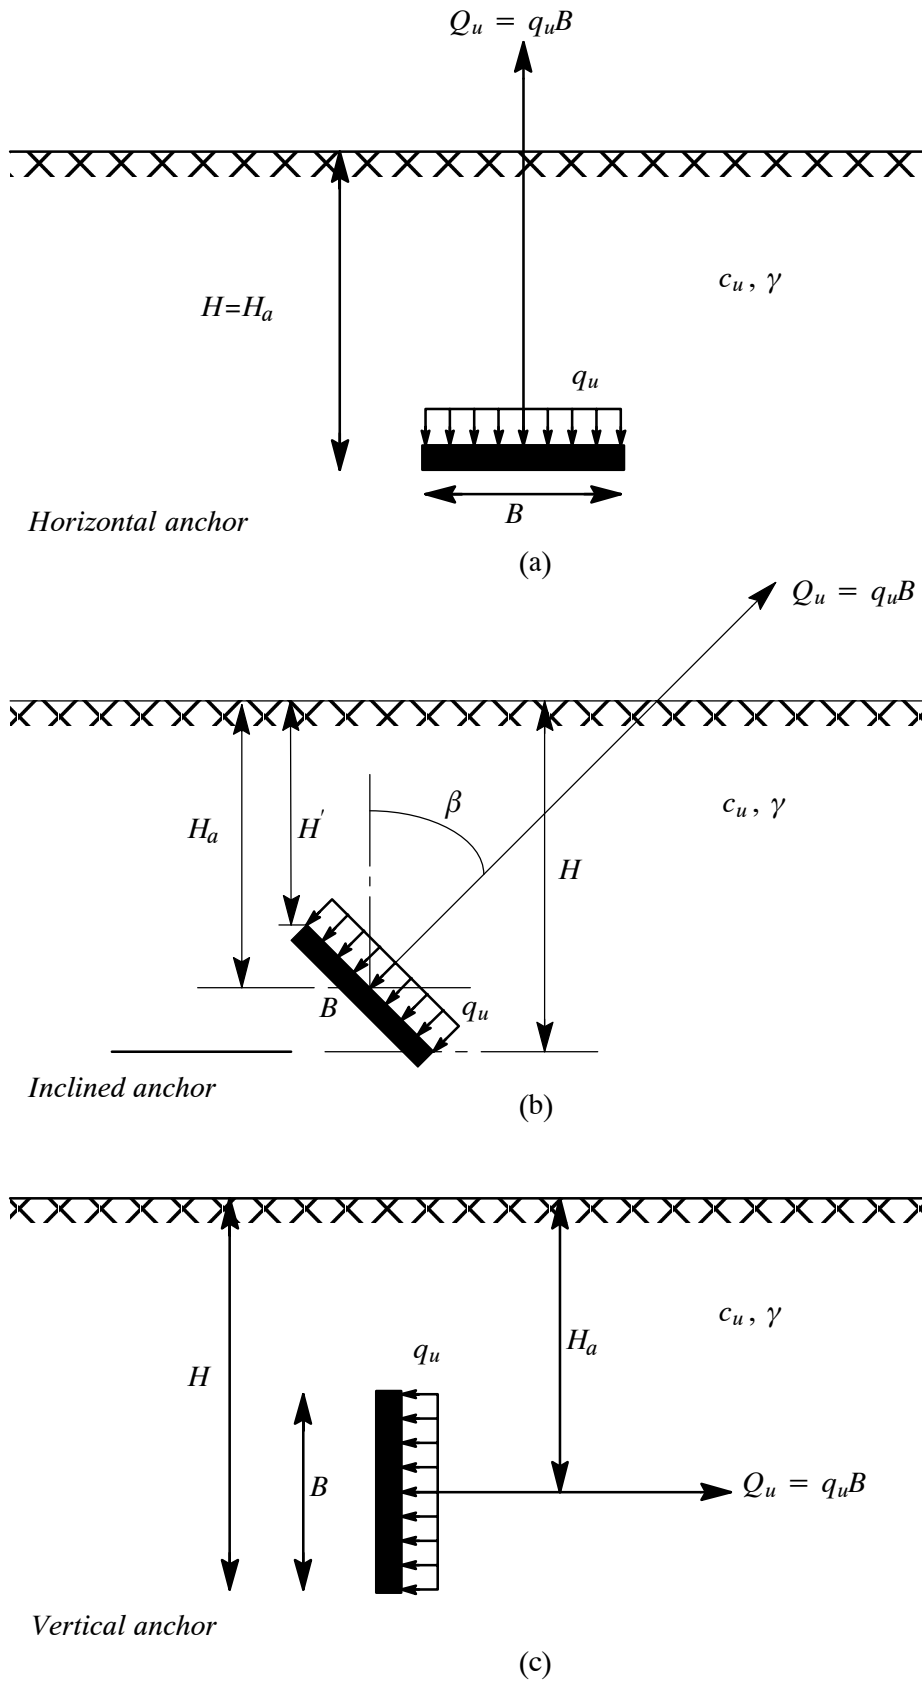 Qu = quB
cu, γ
H=Ha
qu
B
Horizontal anchor
(a)
Qu = quB
β
cu, γ
Ha
H'
H
B
qu
Inclined anchor
(b)
cu, γ
Ha
qu
H
B
Qu = quB
Vertical anchor
(c)